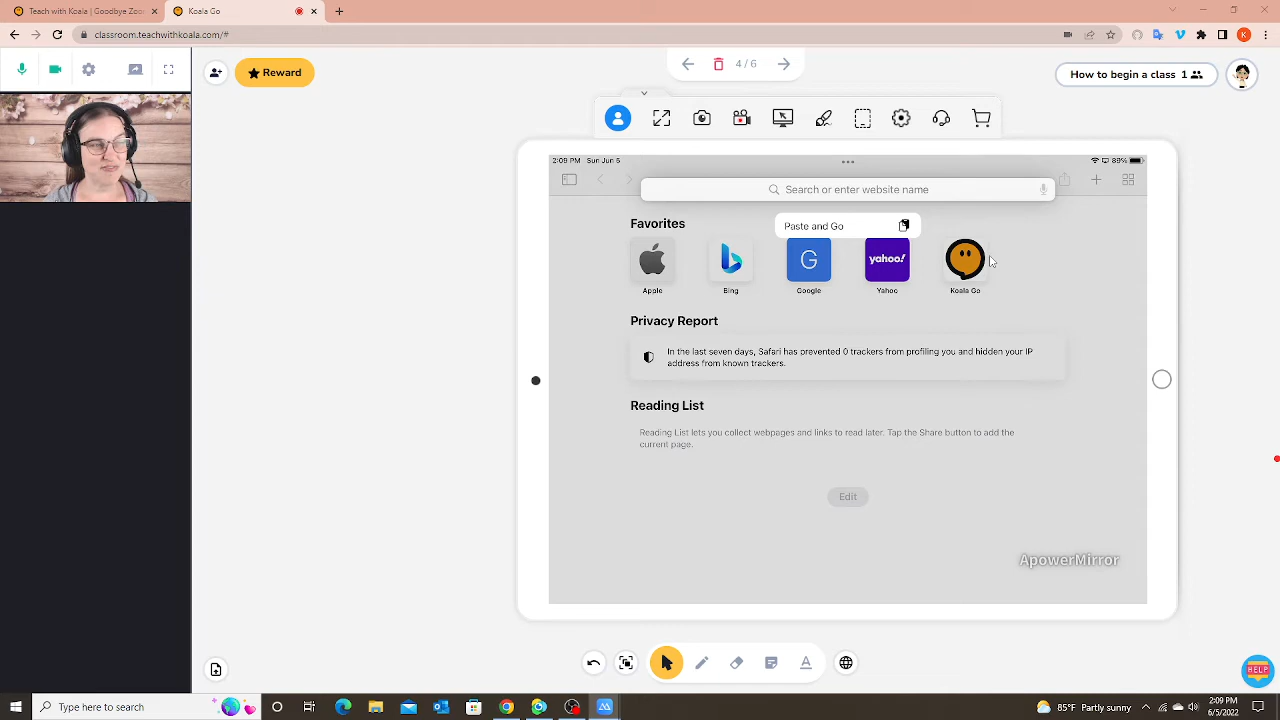 Teach with Koala | Goodbye Zoo
Koala Go
classroom.teachwithkoala.com/#
K
Reward
4/6
How to begin a class 1
2:09 PM Sun Jun 5
89%
Search or enter website name
Favorites
Paste and Go
G
yahoo!
Apple
Bing
Google
Yahoo
Koala Go
Privacy Report
In the last seven days, Safari has prevented 0 trackers from profiling you and hidden your IP
address from known trackers.
Reading List
Reading List lets you collect webpages and links to read later. Tap the Share button to add the
current page.
Edit
ApowerMirror
A
HELP
Type here to search
85°F Partly sunny
2:09 PM
6/5/2022